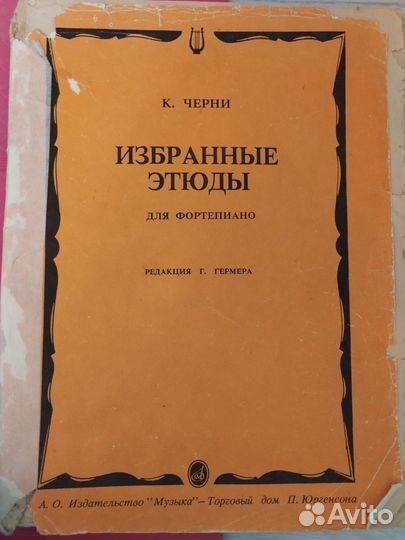 К. ЧЕРНИ
ИЗБРАННЫЕ
ЭТЮДЫ
ДЛЯ ФОРТЕПИАНО
РЕДАКЦИЯ Г. ГЕРМЕРА
А. О. Издательство "Музыка" – Торговый дом П. Юргенсона
Avito